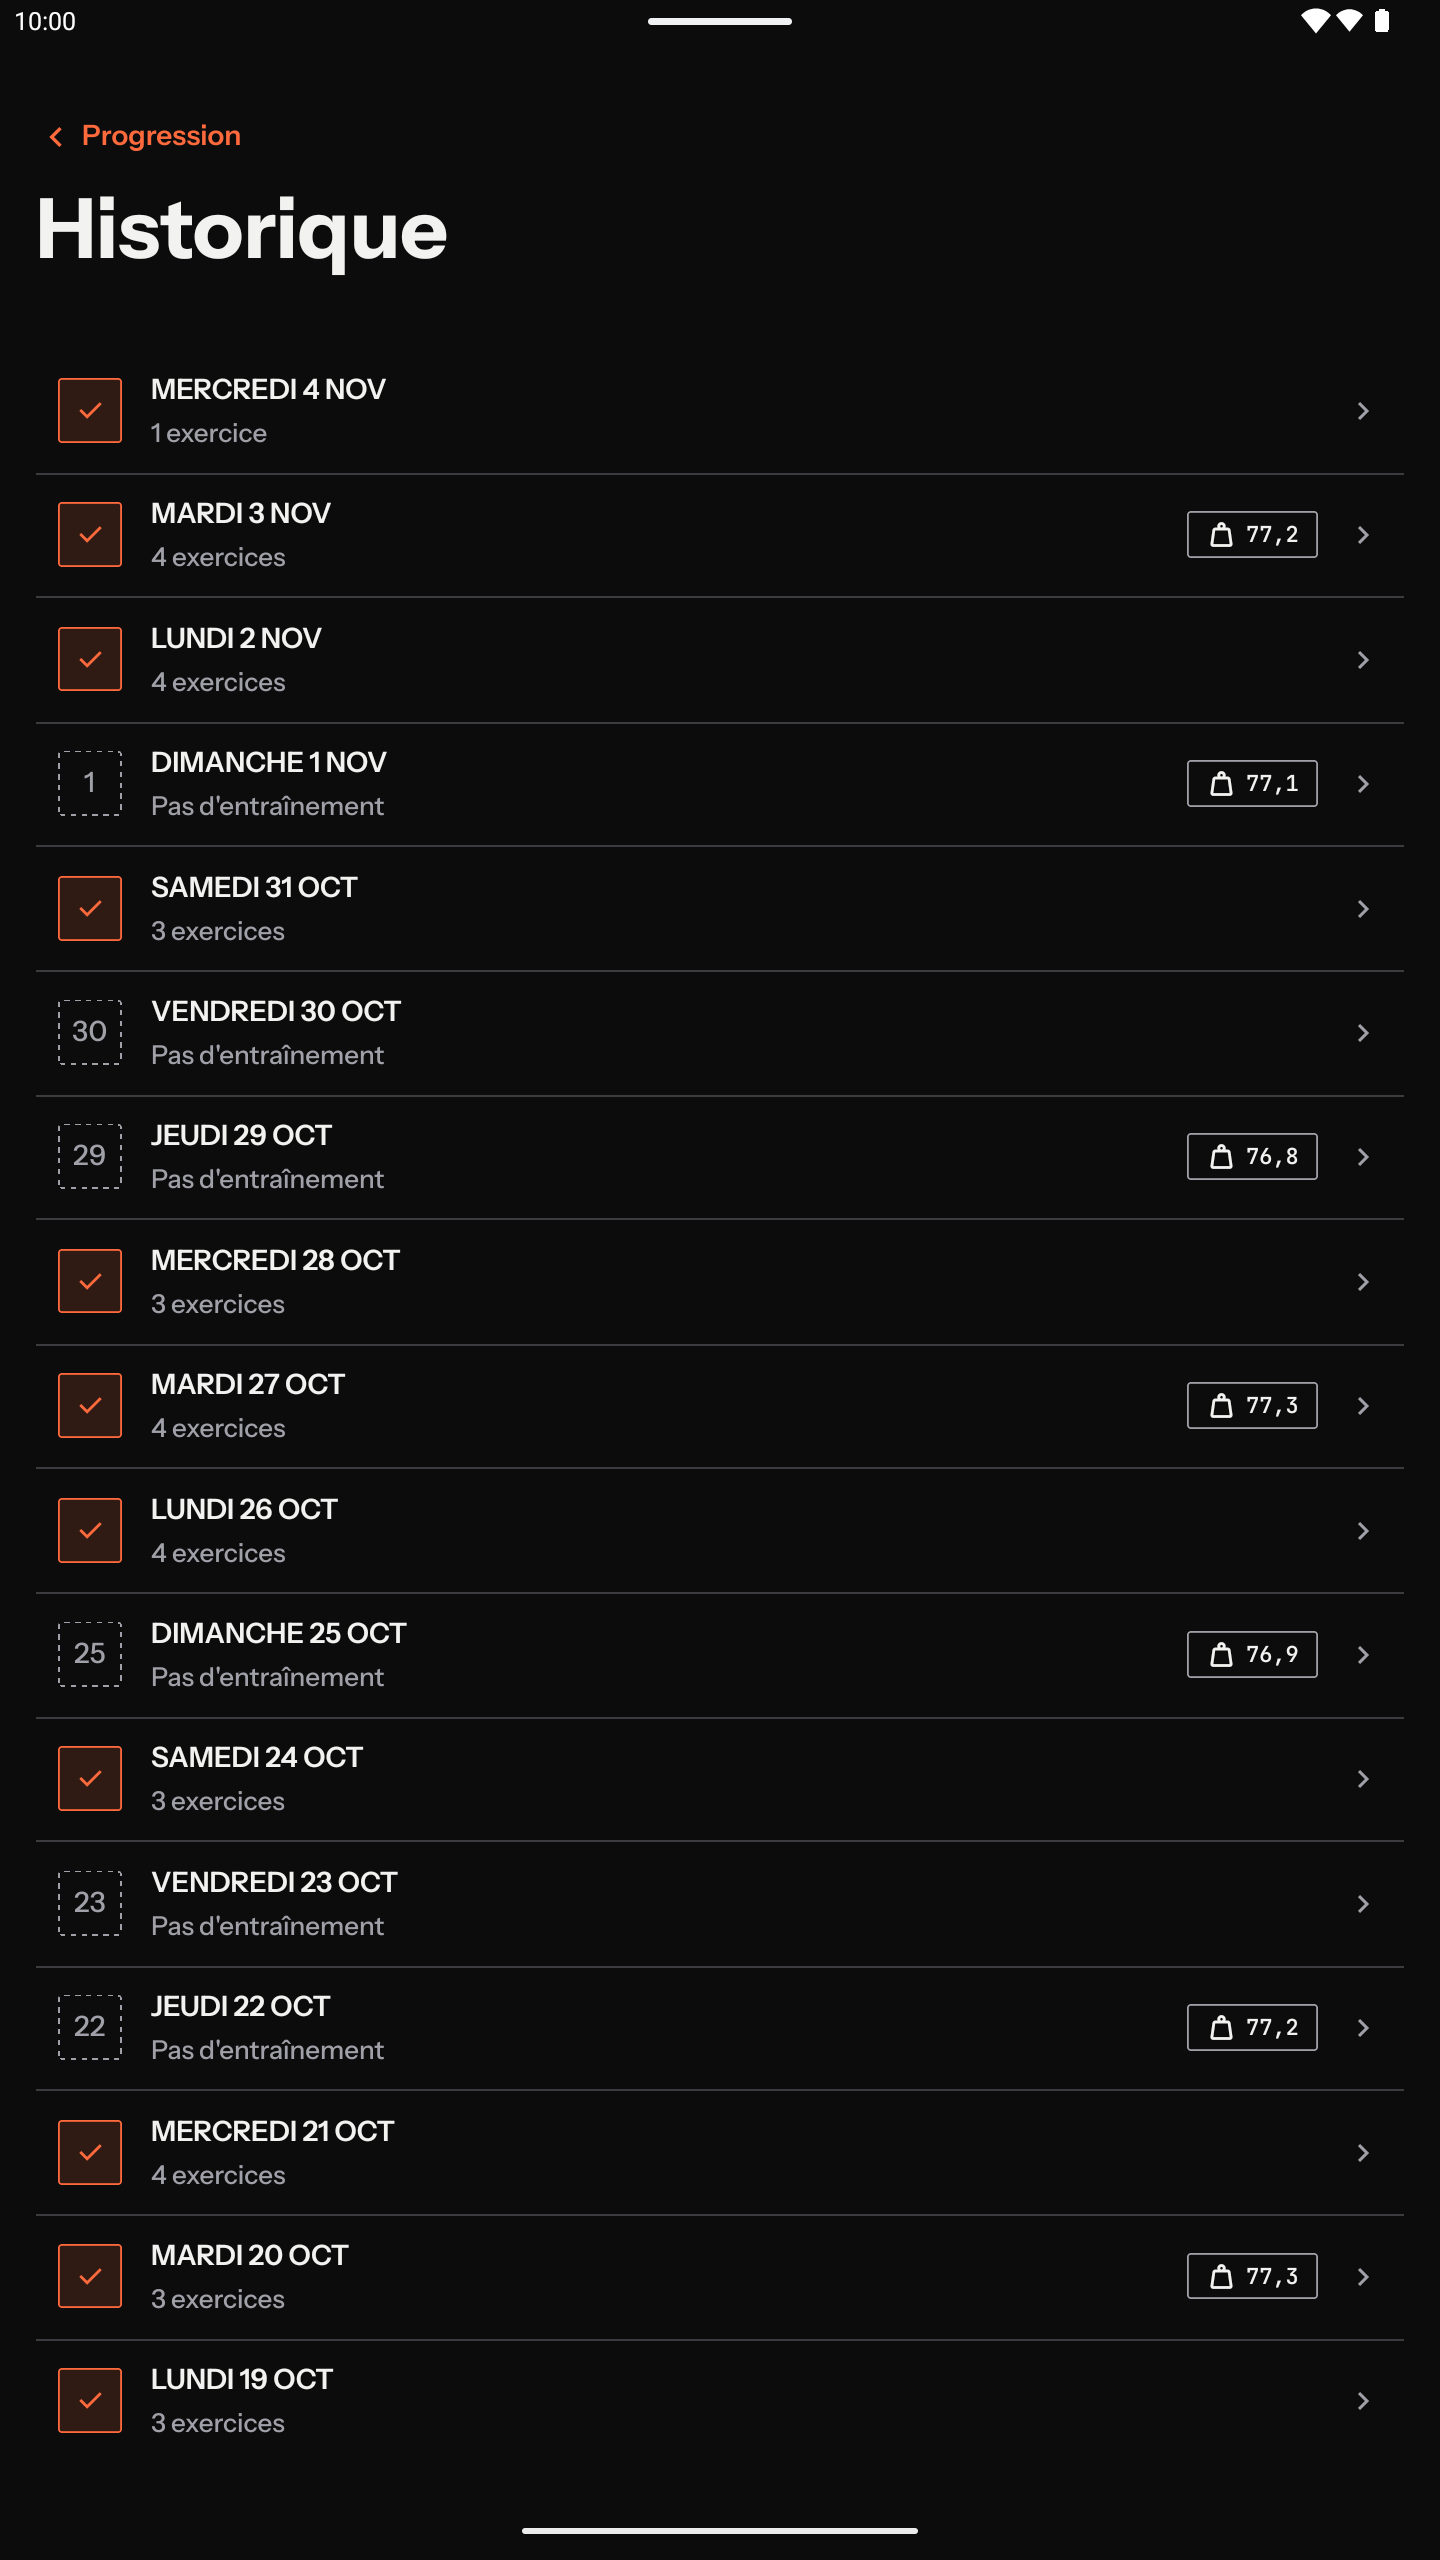 10:00
Progression
Historique
MERCREDI 4 NOV
1 exercice
MARDI 3 NOV
4 exercices
77,2
LUNDI 2 NOV
4 exercices
1
DIMANCHE 1 NOV
Pas d'entraînement
77,1
SAMEDI 31 OCT
3 exercices
30
VENDREDI 30 OCT
Pas d'entraînement
29
JEUDI 29 OCT
Pas d'entraînement
76,8
MERCREDI 28 OCT
3 exercices
MARDI 27 OCT
4 exercices
77,3
LUNDI 26 OCT
4 exercices
25
DIMANCHE 25 OCT
Pas d'entraînement
76,9
SAMEDI 24 OCT
3 exercices
23
VENDREDI 23 OCT
Pas d'entraînement
22
JEUDI 22 OCT
Pas d'entraînement
77,2
MERCREDI 21 OCT
4 exercices
MARDI 20 OCT
3 exercices
77,3
LUNDI 19 OCT
3 exercices